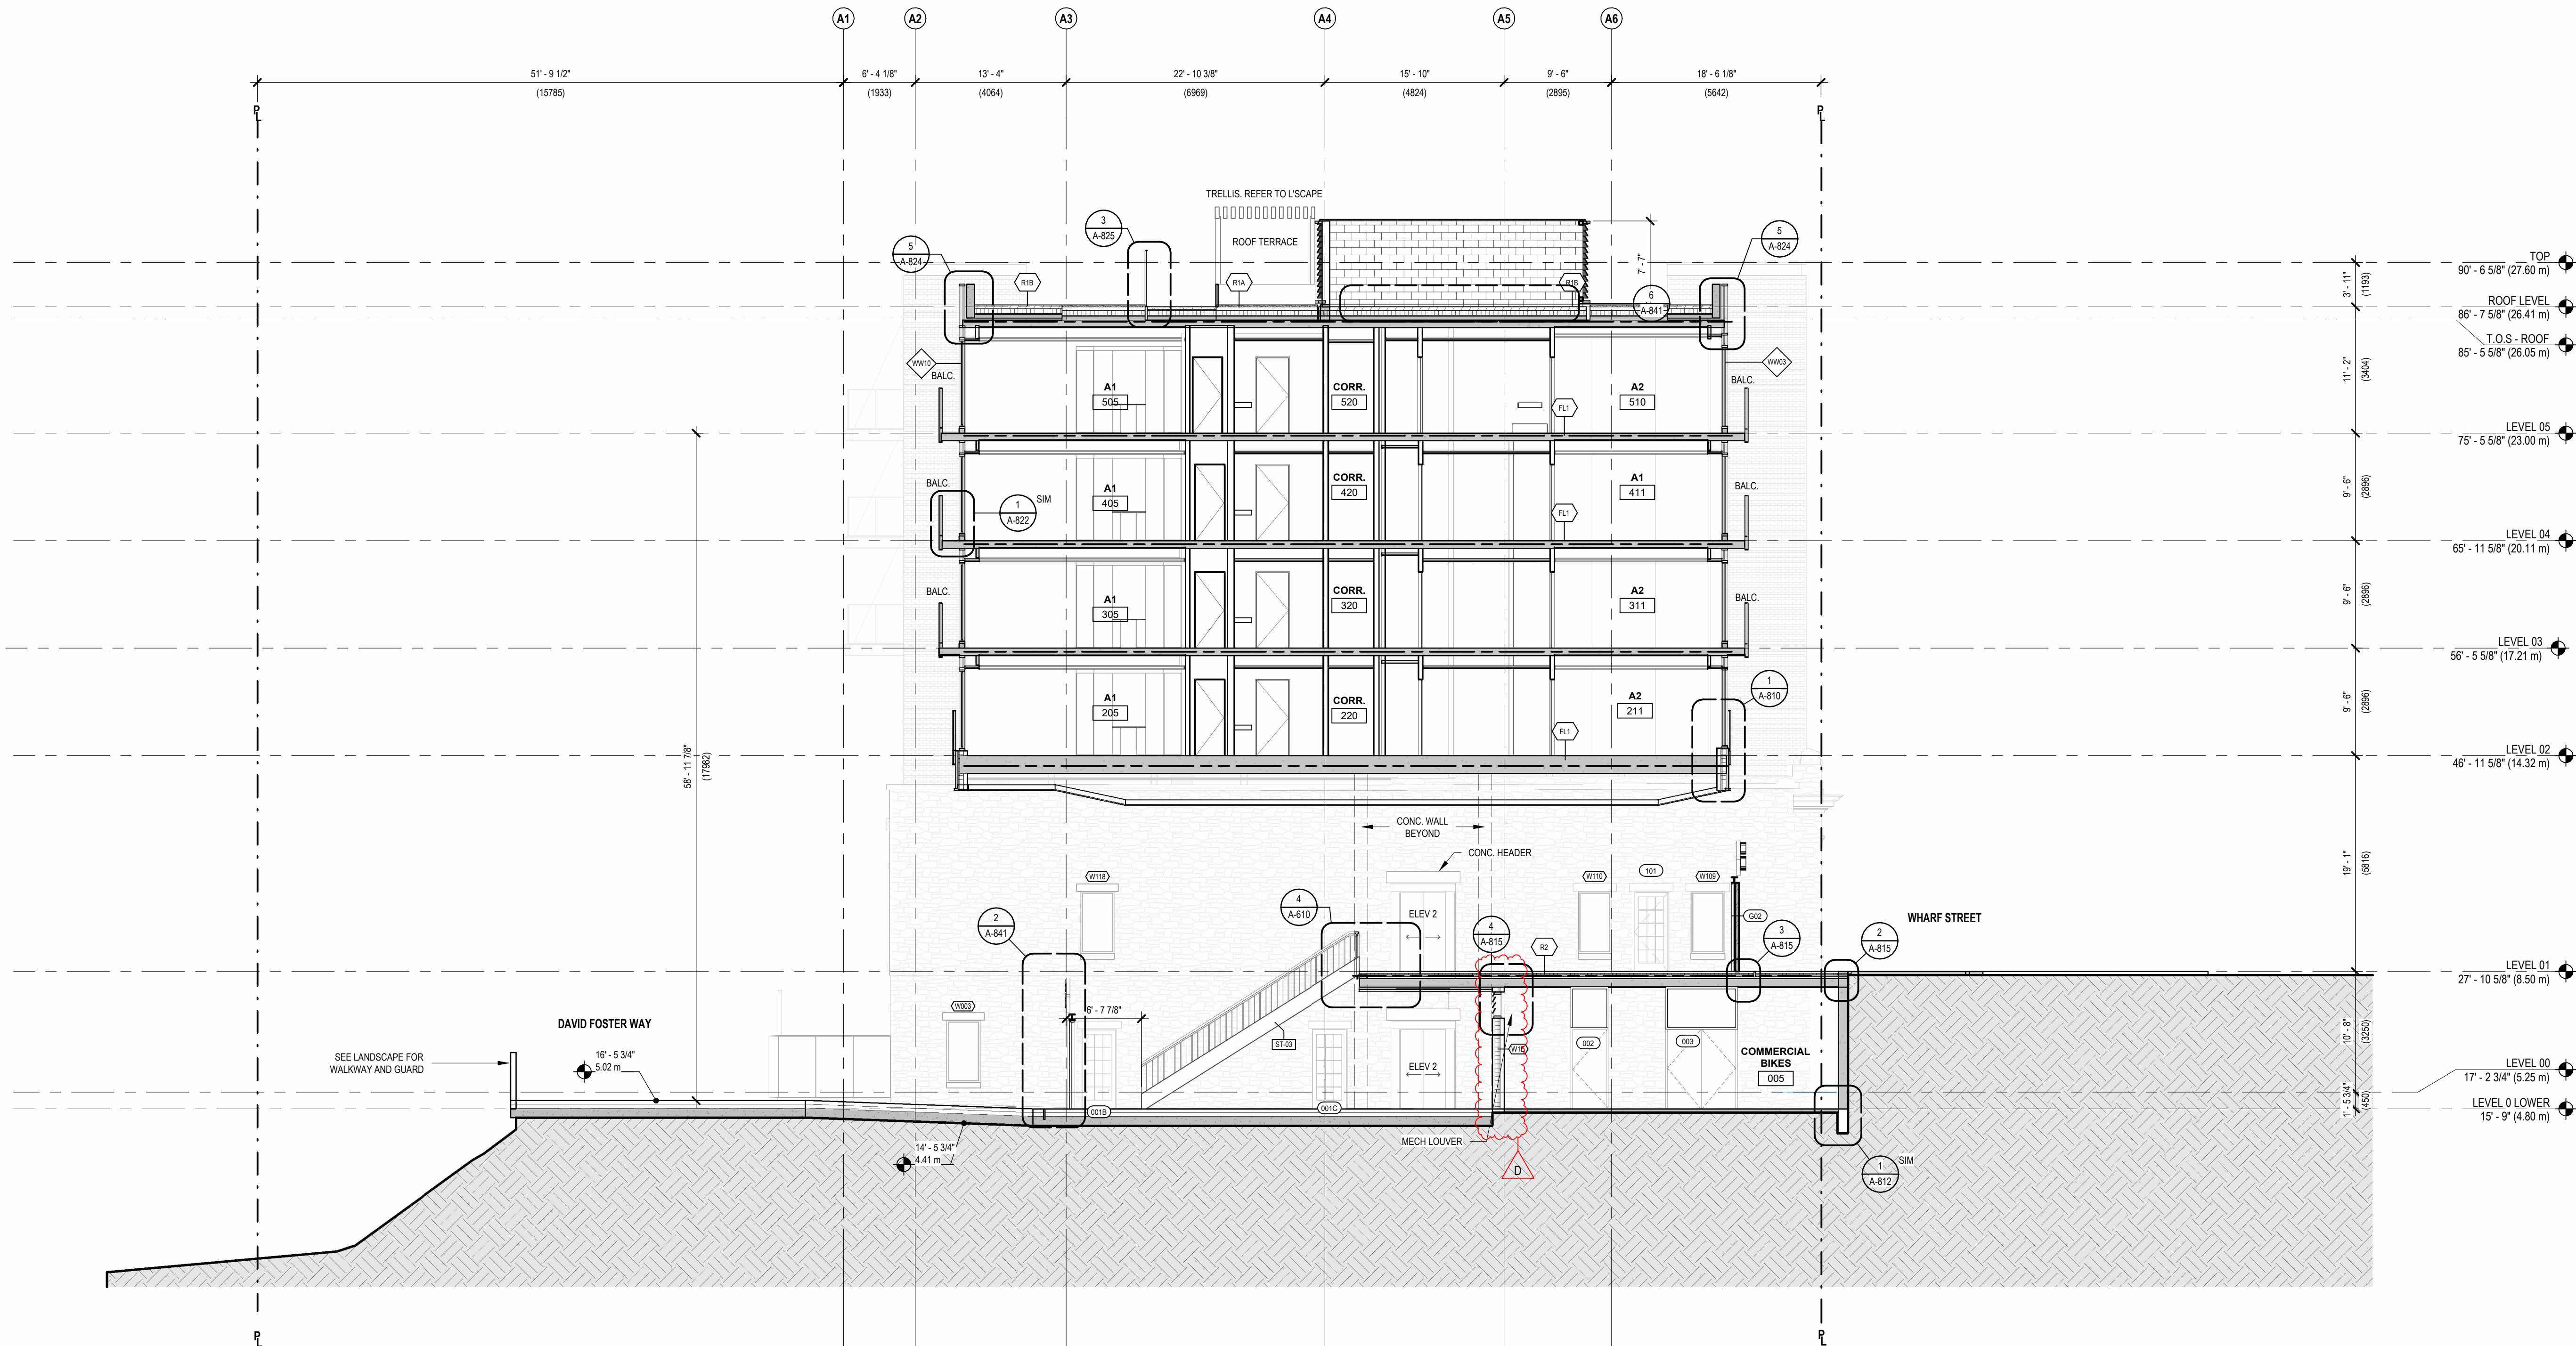 A1
A2
A3
A4
A5
A6
51' - 9 1/2"
(15785)
6' - 4 1/8"
(1933)
13' - 4"
(4064)
22' - 10 3/8"
(6969)
15' - 10"
(4824)
9' - 6"
(2895)
18' - 6 1/8"
(5642)
PL
PL
TRELLIS. REFER TO L'SCAPE
ROOF TERRACE
3
A-825
5
A-824
5
A-824
R1B
R1A
R1B
6
A-841
7' - 7"
TOP
90' - 6 5/8" (27.60 m)
3' - 11"
(1193)
ROOF LEVEL
86' - 7 5/8" (26.41 m)
T.O.S - ROOF
85' - 5 5/8" (26.05 m)
11' - 2"
(3404)
WW10
WW03
BALC.
BALC.
A1
505
CORR.
520
A2
510
FL1
LEVEL 05
75' - 5 5/8" (23.00 m)
9' - 6"
(2896)
BALC.
BALC.
1
A-822
SIM
A1
405
CORR.
420
A1
411
FL1
LEVEL 04
65' - 11 5/8" (20.11 m)
9' - 6"
(2896)
BALC.
BALC.
A1
305
CORR.
320
A2
311
LEVEL 03
56' - 5 5/8" (17.21 m)
9' - 6"
(2896)
1
A-810
A1
205
CORR.
220
A2
211
FL1
58' - 11 7/8"
(17982)
LEVEL 02
46' - 11 5/8" (14.32 m)
19' - 1"
(5816)
CONC. WALL
BEYOND
CONC. HEADER
W118
W110
101
W109
4
A-610
ELEV 2
G02
WHARF STREET
2
A-841
4
A-815
R2
3
A-815
2
A-815
LEVEL 01
27' - 10 5/8" (8.50 m)
10' - 8"
(3250)
W003
6' - 7 7/8"
ST-03
DAVID FOSTER WAY
SEE LANDSCAPE FOR
WALKWAY AND GUARD
16' - 5 3/4"
5.02 m
ELEV 2
002
003
COMMERCIAL
BIKES
005
LEVEL 00
17' - 2 3/4" (5.25 m)
1' - 5 3/4"
(450)
LEVEL 0 LOWER
15' - 9" (4.80 m)
001B
001C
MECH LOUVER
14' - 5 3/4"
4.41 m
D
1
A-812
SIM
PL
PL